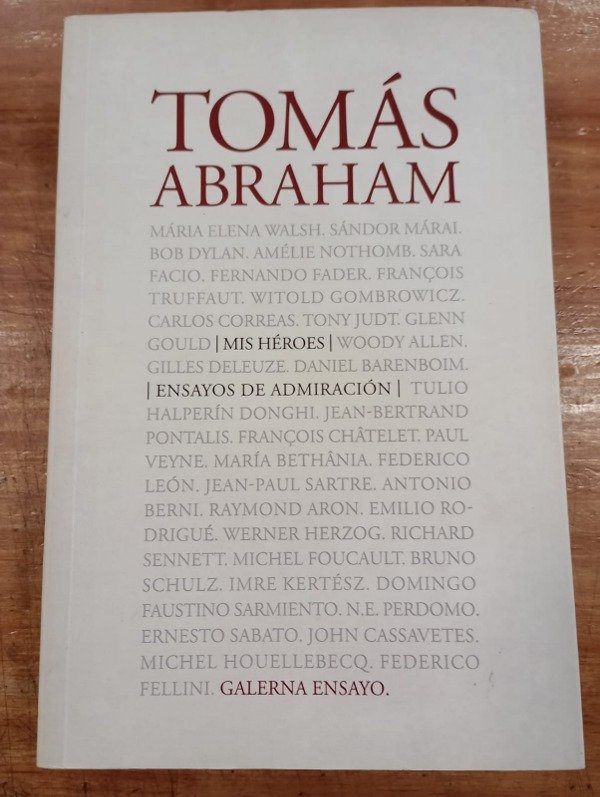 TOMÁS
ABRAHAM
MÁRIA ELENA WALSH. SÁNDOR MÁRAI.
BOB DYLAN. AMÉLIE NOTHOMB. SARA
FACIO. FERNANDO FADER. FRANÇOIS
TRUFFAUT. WITOLD GOMBROWICZ.
CARLOS CORREAS. TONY JUDT. GLENN
GOULD | MIS HÉROES | WOODY ALLEN.
GILLES DELEUZE. DANIEL BARENBOIM.
| ENSAYOS DE ADMIRACIÓN | TULIO
HALPERÍN DONGHI. JEAN-BERTRAND
PONTALIS. FRANÇOIS CHÂTELET. PAUL
VEYNE. MARÍA BETHÂNIA. FEDERICO
LEÓN. JEAN-PAUL SARTRE. ANTONIO
BERNI. RAYMOND ARON. EMILIO RO-
DRIGUÉ. WERNER HERZOG. RICHARD
SENNETT. MICHEL FOUCAULT. BRUNO
SCHULZ. IMRE KERTÉSZ. DOMINGO
FAUSTINO SARMIENTO. N.E. PERDOMO.
ERNESTO SABATO. JOHN CASSAVETES.
MICHEL HOUELLEBECQ. FEDERICO
FELLINI. GALERNA ENSAYO.